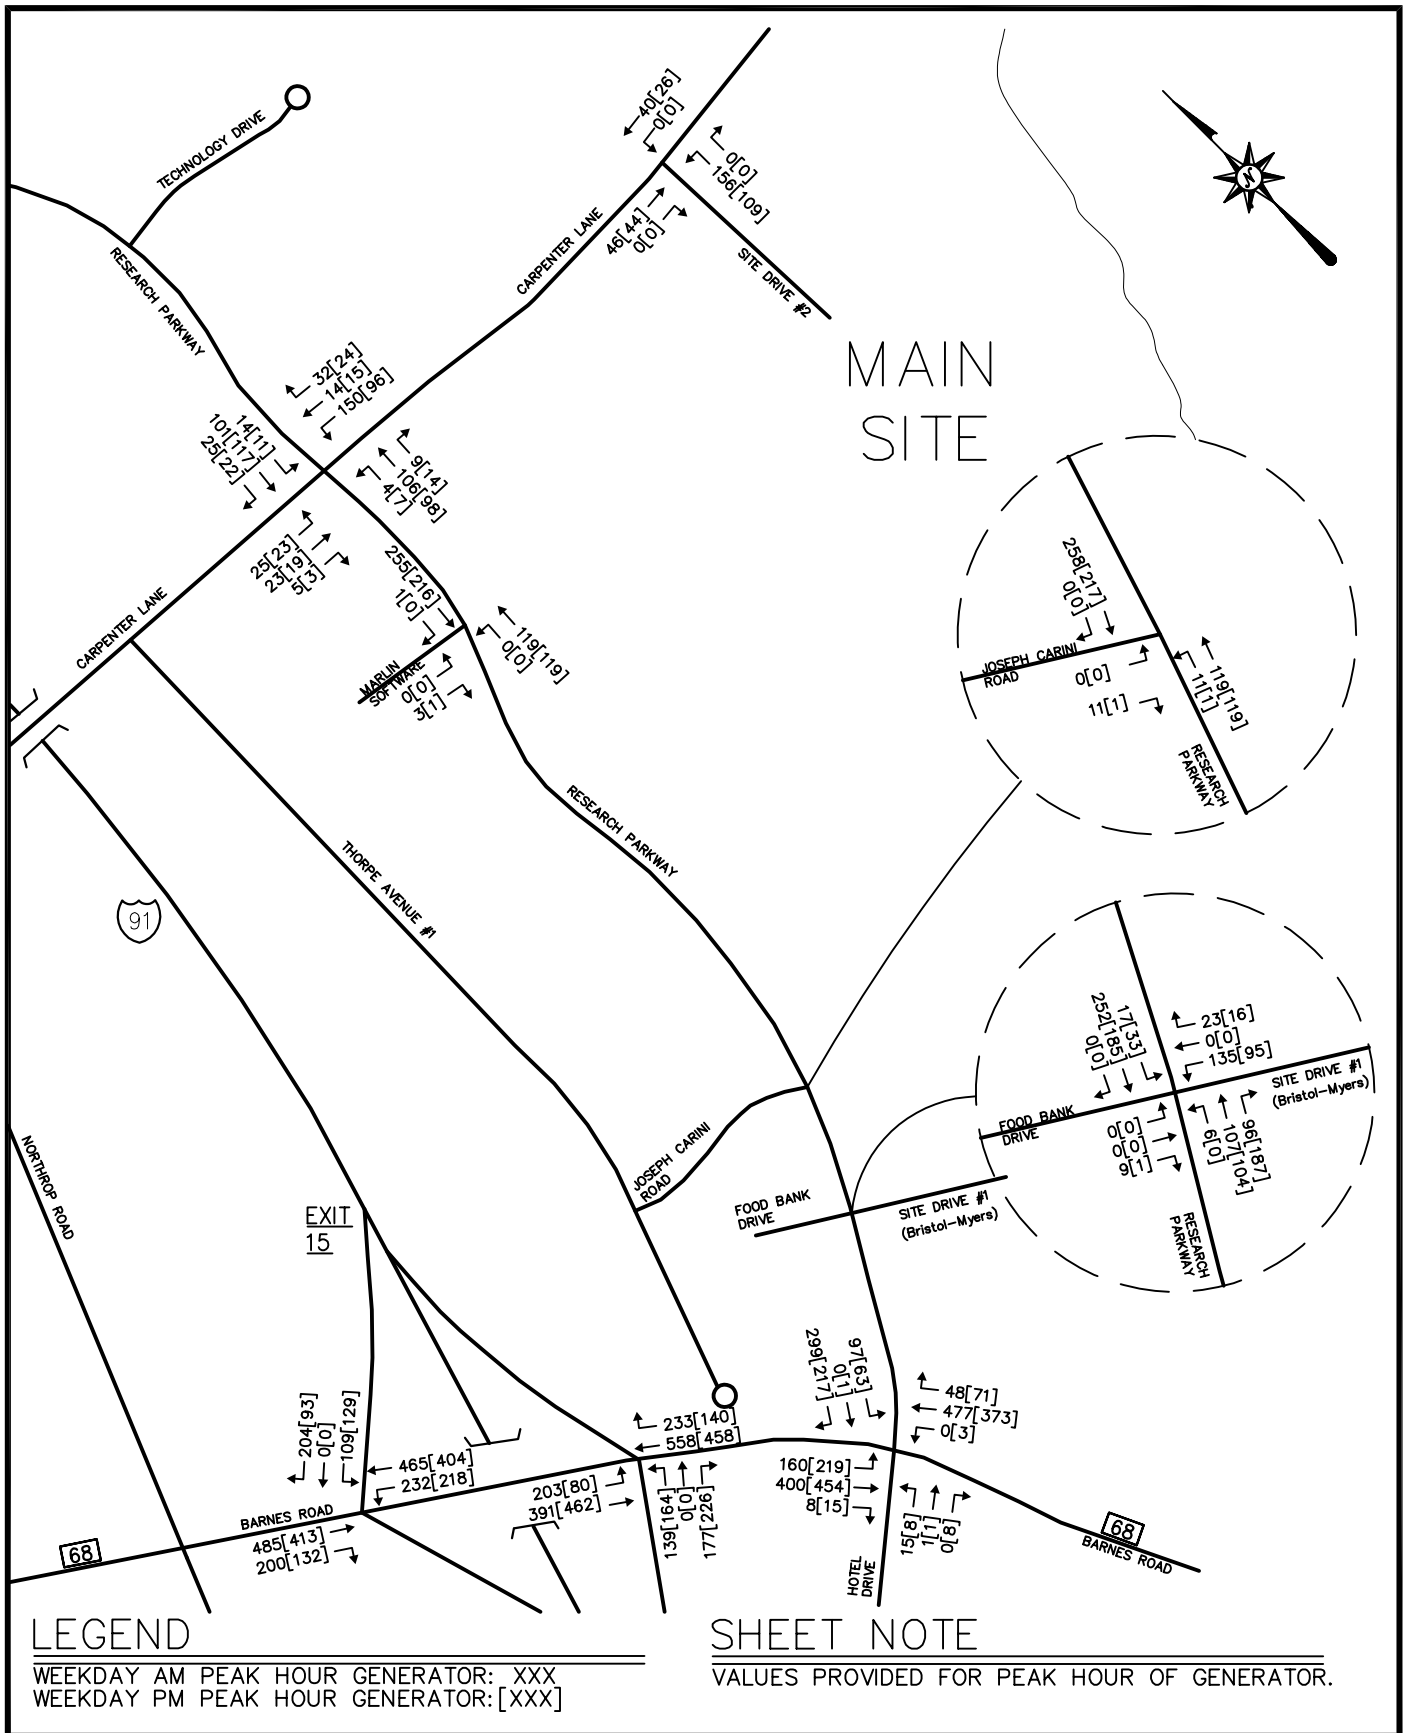 TECHNOLOGY DRIVE
40[26]
0[0]
0[0]
156[109]
46[44]
0[0]
CARPENTER LANE
SITE DRIVE #2
RESEARCH PARKWAY
MAIN
SITE
32[24]
14[15]
150[96]
14[11]
101[117]
25[22]
9[14]
106[98]
4[7]
25[23]
23[19]
5[3]
255[216]
1[0]
CARPENTER LANE
119[119]
0[0]
MARLIN
SOFTWARE
0[0]
3[1]
258[217]
0[0]
JOSEPH CARINI
ROAD
0[0]
11[1]
119[119]
11[1]
RESEARCH
PARKWAY
RESEARCH PARKWAY
THORPE AVENUE #1
91
17[33]
252[185]
0[0]
23[16]
0[0]
135[95]
SITE DRIVE #1
(Bristol-Myers)
FOOD BANK
DRIVE
0[0]
0[0]
9[1]
96[187]
107[104]
6[0]
RESEARCH
PARKWAY
NORTHROP ROAD
JOSEPH CARINI
ROAD
EXIT
15
FOOD BANK
DRIVE
SITE DRIVE #1
(Bristol-Myers)
97[63]
0[1]
299[217]
48[71]
477[373]
0[3]
204[93]
0[0]
109[129]
233[140]
558[458]
465[404]
232[218]
203[80]
391[462]
160[219]
400[454]
8[15]
139[164]
0[0]
177[226]
15[8]
1[1]
0[8]
BARNES ROAD
485[413]
200[132]
68
68
BARNES ROAD
HOTEL
DRIVE
LEGEND
WEEKDAY AM PEAK HOUR GENERATOR: XXX
WEEKDAY PM PEAK HOUR GENERATOR:[XXX]
SHEET NOTE
VALUES PROVIDED FOR PEAK HOUR OF GENERATOR.
N